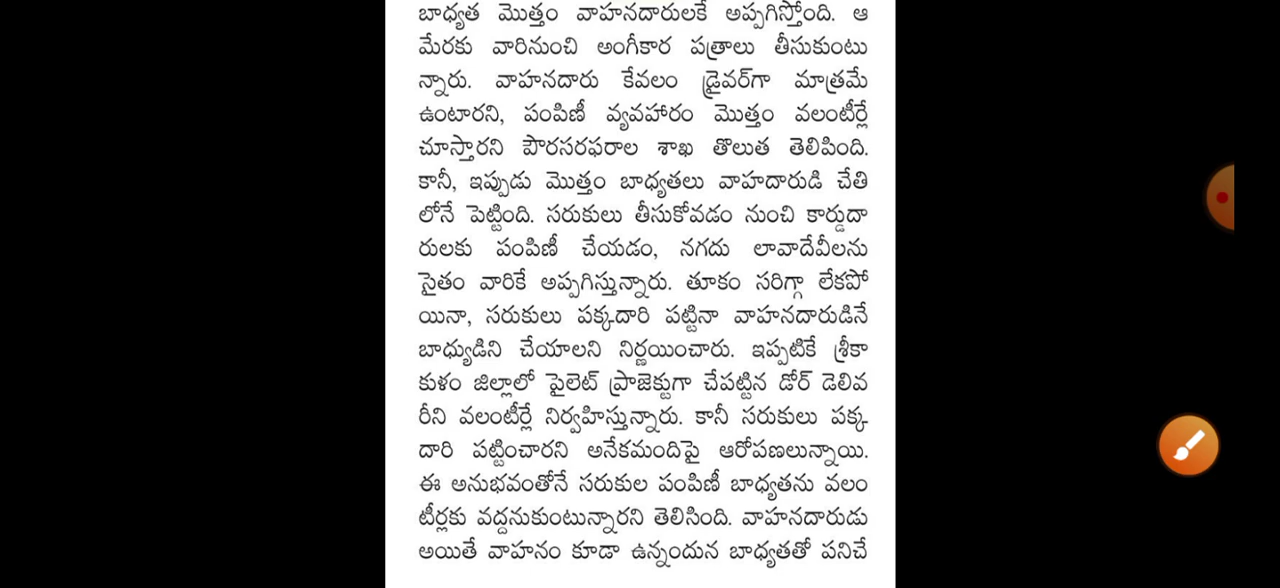 బాధ్యత మొత్తం వాహనదారులకే అప్పగిస్తోంది. ఆ
మేరకు వారినుంచి అంగీకార పత్రాలు తీసుకుంటు
న్నారు. వాహనదారు కేవలం డ్రైవర్‌గా మాత్రమే
ఉంటారని, పంపిణీ వ్యవహారం మొత్తం వలంటీర్లే
చూస్తారని పౌరసరఫరాల శాఖ తొలుత తెలిపింది.
కానీ, ఇప్పుడు మొత్తం బాధ్యతలు వాహదారుడి చేతి
లోనే పెట్టింది. సరుకులు తీసుకోవడం నుంచి కార్డుదా
రులకు పంపిణీ చేయడం, నగదు లావాదేవీలను
సైతం వారికే అప్పగిస్తున్నారు. తూకం సరిగ్గా లేకపో
యినా, సరుకులు పక్కదారి పట్టినా వాహనదారుడినే
బాధ్యుడిని చేయాలని నిర్ణయించారు. ఇప్పటికే శ్రీకా
కుళం జిల్లాలో పైలెట్ ప్రాజెక్టుగా చేపట్టిన డోర్ డెలివ
రీని వలంటీర్లే నిర్వహిస్తున్నారు. కానీ సరుకులు పక్క
దారి పట్టించారని అనేకమందిపై ఆరోపణలున్నాయి.
ఈ అనుభవంతోనే సరుకుల పంపిణీ బాధ్యతను వలం
టీర్లకు వద్దనుకుంటున్నారని తెలిసింది. వాహనదారుడు
అయితే వాహనం కూడా ఉన్నందున బాధ్యతతో పనిచే